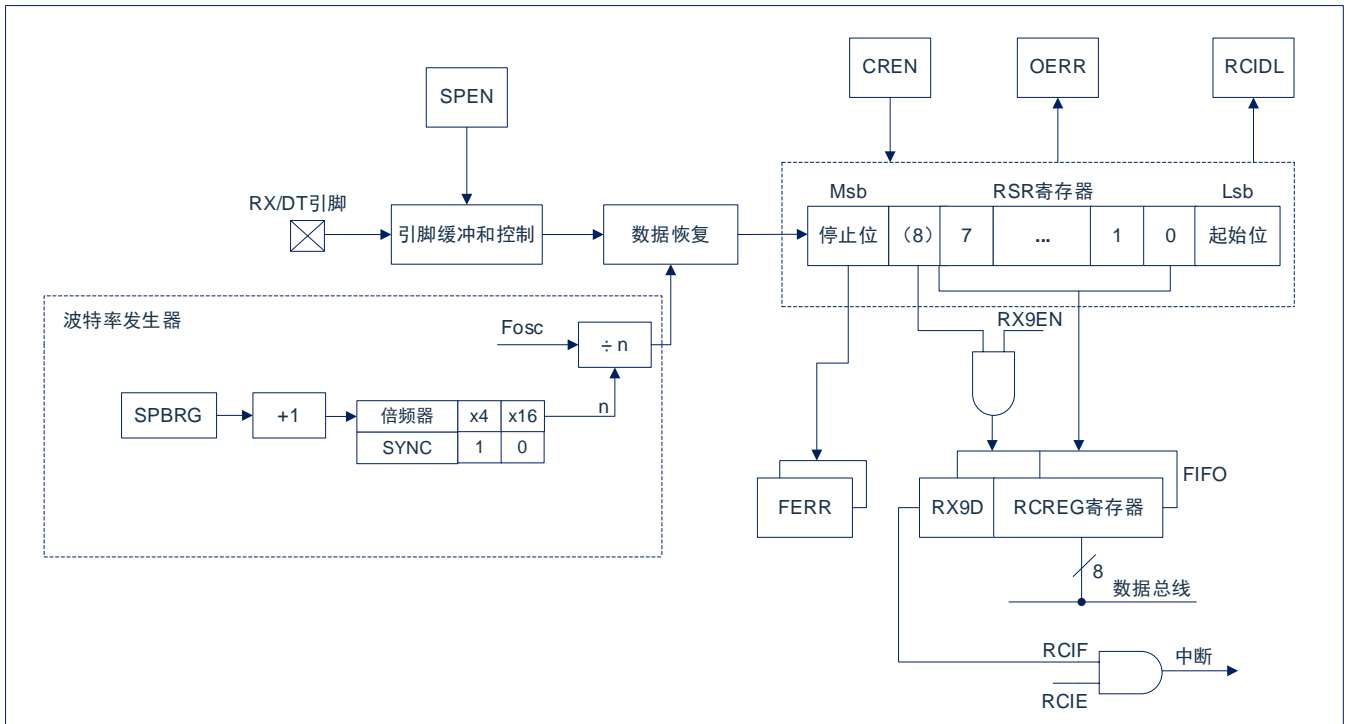 CREN
OERR
RCIDL
SPEN
Msb
RSR寄存器
Lsb
RX/DT引脚
引脚缓冲和控制
数据恢复
停止位
（8）
7
...
1
0
起始位
波特率发生器
Fosc
÷ n
RX9EN
SPBRG
+1
倍频器
x4
x16
n
SYNC
1
0
FIFO
FERR
RX9D
RCREG寄存器
8
数据总线
RCIF
中断
RCIE